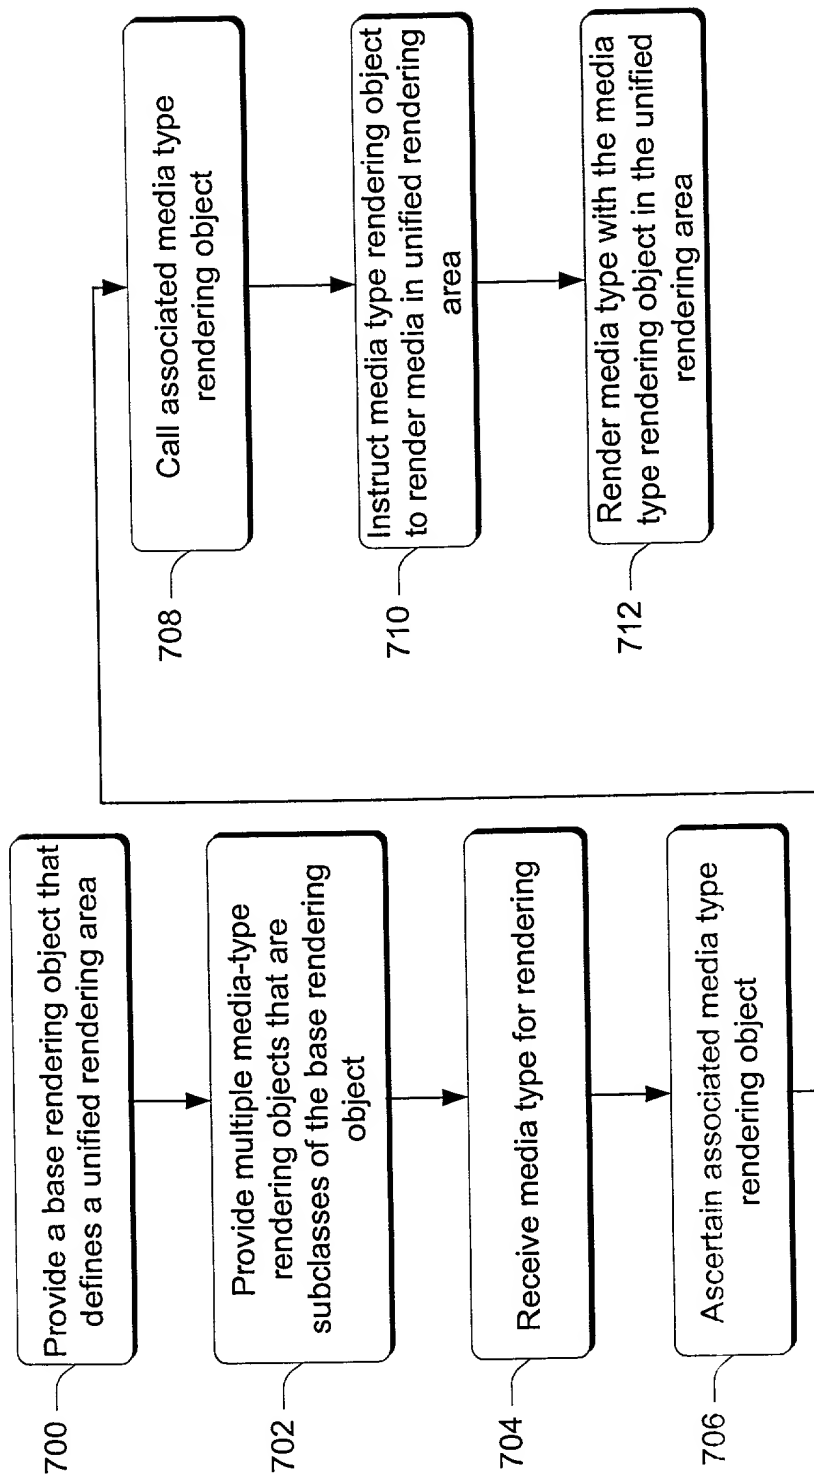 700
Provide a base rendering object that
defines a unified rendering area
702
Provide multiple media-type
rendering objects that are
subclasses of the base rendering
object
704
Receive media type for rendering
706
Ascertain associated media type
rendering object
708
Call associated media type
rendering object
710
Instruct media type rendering object
to render media in unified rendering
area
712
Render media type with the media
type rendering object in the unified
rendering area